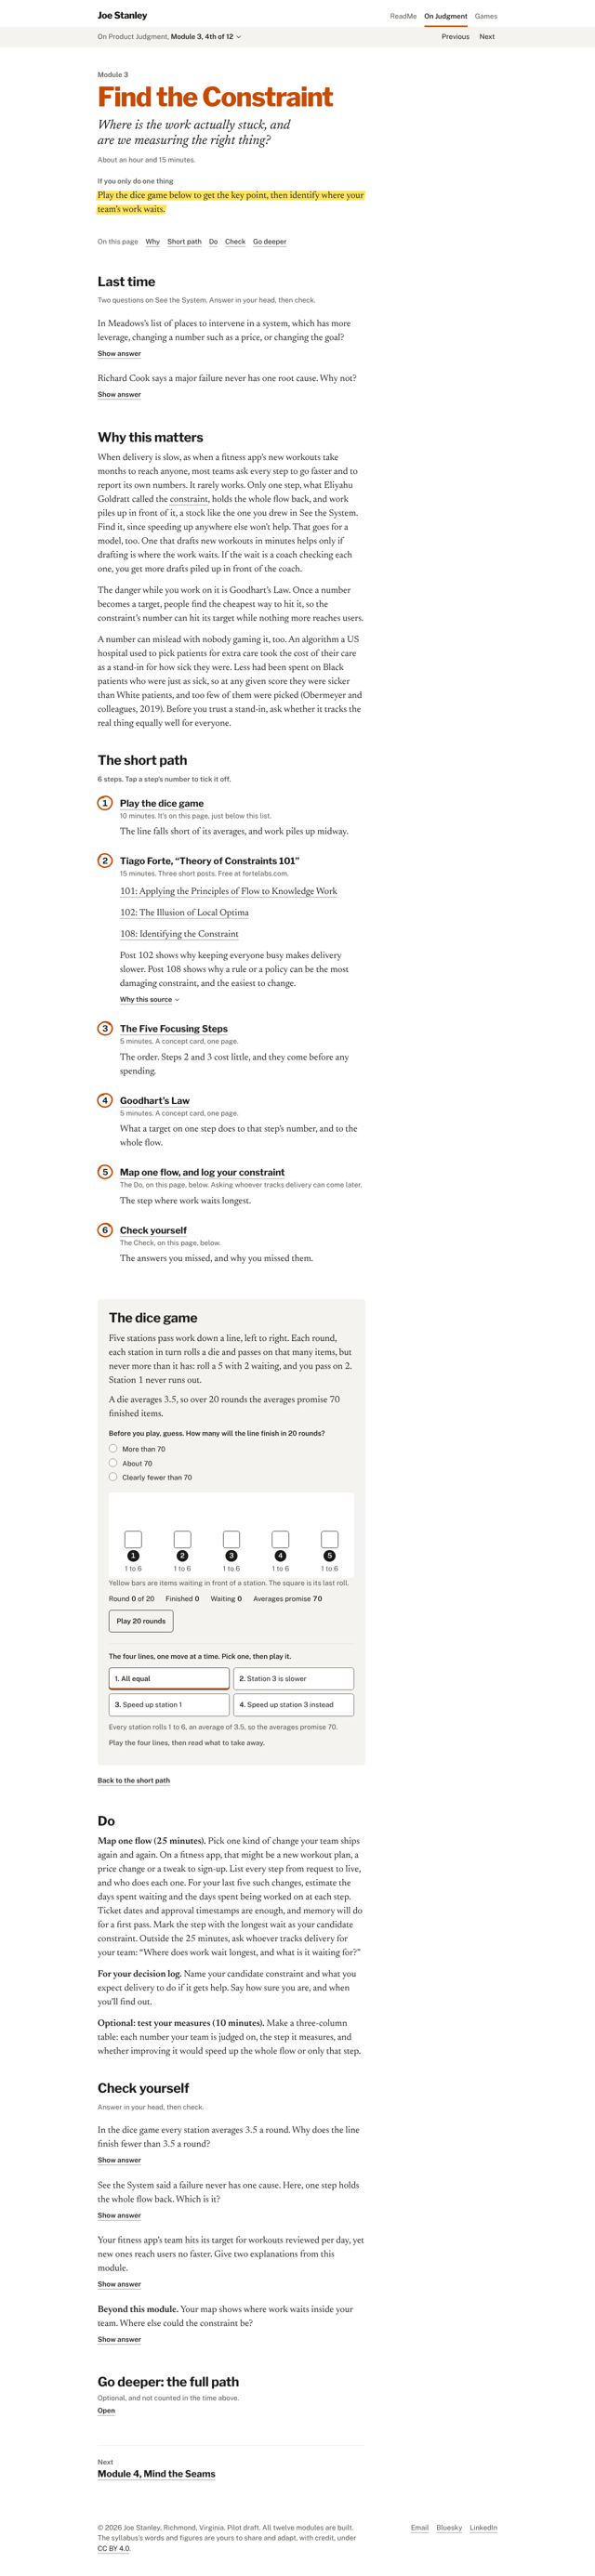 Joe Stanley
ReadMe On Judgment Games
On Product Judgment, Module 3, 4th of 12
Previous Next
Module 3
Find the Constraint
Where is the work actually stuck, and
are we measuring the right thing?
About an hour and 15 minutes.
If you only do one thing
Play the dice game below to get the key point, then identify where your
team's work waits.
On this page Why Short path Do Check Go deeper
Last time
Two questions on See the System. Answer in your head, then check.
In Meadows's list of places to intervene in a system, which has more
leverage, changing a number such as a price, or changing the goal?
Show answer
Richard Cook says a major failure never has one root cause. Why not?
Show answer
Why this matters
When delivery is slow, as when a fitness app's new workouts take
months to reach anyone, most teams ask every step to go faster and to
report its own numbers. It rarely works. Only one step, what Eliyahu
Goldratt called the constraint, holds the whole flow back, and work
piles up in front of it, a stock like the one you drew in See the System.
Find it, since speeding up anywhere else won't help. That goes for a
model, too. One that drafts new workouts in minutes helps only if
drafting is where the work waits. If the wait is a coach checking each
one, you get more drafts piled up in front of the coach.
The danger while you work on it is Goodhart's Law. Once a number
becomes a target, people find the cheapest way to hit it, so the
constraint's number can hit its target while nothing more reaches users.
A number can mislead with nobody gaming it, too. An algorithm a US
hospital used to pick patients for extra care took the cost of their care
as a stand-in for how sick they were. Less had been spent on Black
patients who were just as sick, so at any given score they were sicker
than White patients, and too few of them were picked (Obermeyer and
colleagues, 2019). Before you trust a stand-in, ask whether it tracks the
real thing equally well for everyone.
The short path
6 steps. Tap a step's number to tick it off.
1 Play the dice game
10 minutes. It's on this page, just below this list.
The line falls short of its averages, and work piles up midway.
2 Tiago Forte, “Theory of Constraints 101”
15 minutes. Three short posts. Free at fortelabs.com.
101: Applying the Principles of Flow to Knowledge Work
102: The Illusion of Local Optima
108: Identifying the Constraint
Post 102 shows why keeping everyone busy makes delivery
slower. Post 108 shows why a rule or a policy can be the most
damaging constraint, and the easiest to change.
Why this source
3 The Five Focusing Steps
5 minutes. A concept card, one page.
The order. Steps 2 and 3 cost little, and they come before any
spending.
4 Goodhart's Law
5 minutes. A concept card, one page.
What a target on one step does to that step's number, and to the
whole flow.
5 Map one flow, and log your constraint
The Do, on this page, below. Asking whoever tracks delivery can come later.
The step where work waits longest.
6 Check yourself
The Check, on this page, below.
The answers you missed, and why you missed them.
The dice game
Five stations pass work down a line, left to right. Each round,
each station in turn rolls a die and passes on that many items, but
never more than it has: roll a 5 with 2 waiting, and you pass on 2.
Station 1 never runs out.
A die averages 3.5, so over 20 rounds the averages promise 70
finished items.
Before you play, guess. How many will the line finish in 20 rounds?
More than 70
About 70
Clearly fewer than 70
1 2 3 4 5
1 to 6 1 to 6 1 to 6 1 to 6 1 to 6
Yellow bars are items waiting in front of a station. The square is its last roll.
Round 0 of 20 Finished 0 Waiting 0 Averages promise 70
Play 20 rounds
The four lines, one move at a time. Pick one, then play it.
1. All equal 2. Station 3 is slower
3. Speed up station 1 4. Speed up station 3 instead
Every station rolls 1 to 6, an average of 3.5, so the averages promise 70.
Play the four lines, then read what to take away.
Back to the short path
Do
Map one flow (25 minutes). Pick one kind of change your team ships
again and again. On a fitness app, that might be a new workout plan, a
price change or a tweak to sign-up. List every step from request to live,
and who does each one. For your last five such changes, estimate the
days spent waiting and the days spent being worked on at each step.
Ticket dates and approval timestamps are enough, and memory will do
for a first pass. Mark the step with the longest wait as your candidate
constraint. Outside the 25 minutes, ask whoever tracks delivery for
your team: “Where does work wait longest, and what is it waiting for?”
For your decision log. Name your candidate constraint and what you
expect delivery to do if it gets help. Say how sure you are, and when
you'll find out.
Optional: test your measures (10 minutes). Make a three-column
table: each number your team is judged on, the step it measures, and
whether improving it would speed up the whole flow or only that step.
Check yourself
Answer in your head, then check.
In the dice game every station averages 3.5 a round. Why does the line
finish fewer than 3.5 a round?
Show answer
See the System said a failure never has one cause. Here, one step holds
the whole flow back. Which is it?
Show answer
Your fitness app's team hits its target for workouts reviewed per day, yet
new ones reach users no faster. Give two explanations from this
module.
Show answer
Beyond this module. Your map shows where work waits inside your
team. Where else could the constraint be?
Show answer
Go deeper: the full path
Optional, and not counted in the time above.
Open
Next
Module 4, Mind the Seams
© 2026 Joe Stanley, Richmond, Virginia. Pilot draft. All twelve modules are built.
The syllabus's words and figures are yours to share and adapt, with credit, under
CC BY 4.0.
Email Bluesky LinkedIn